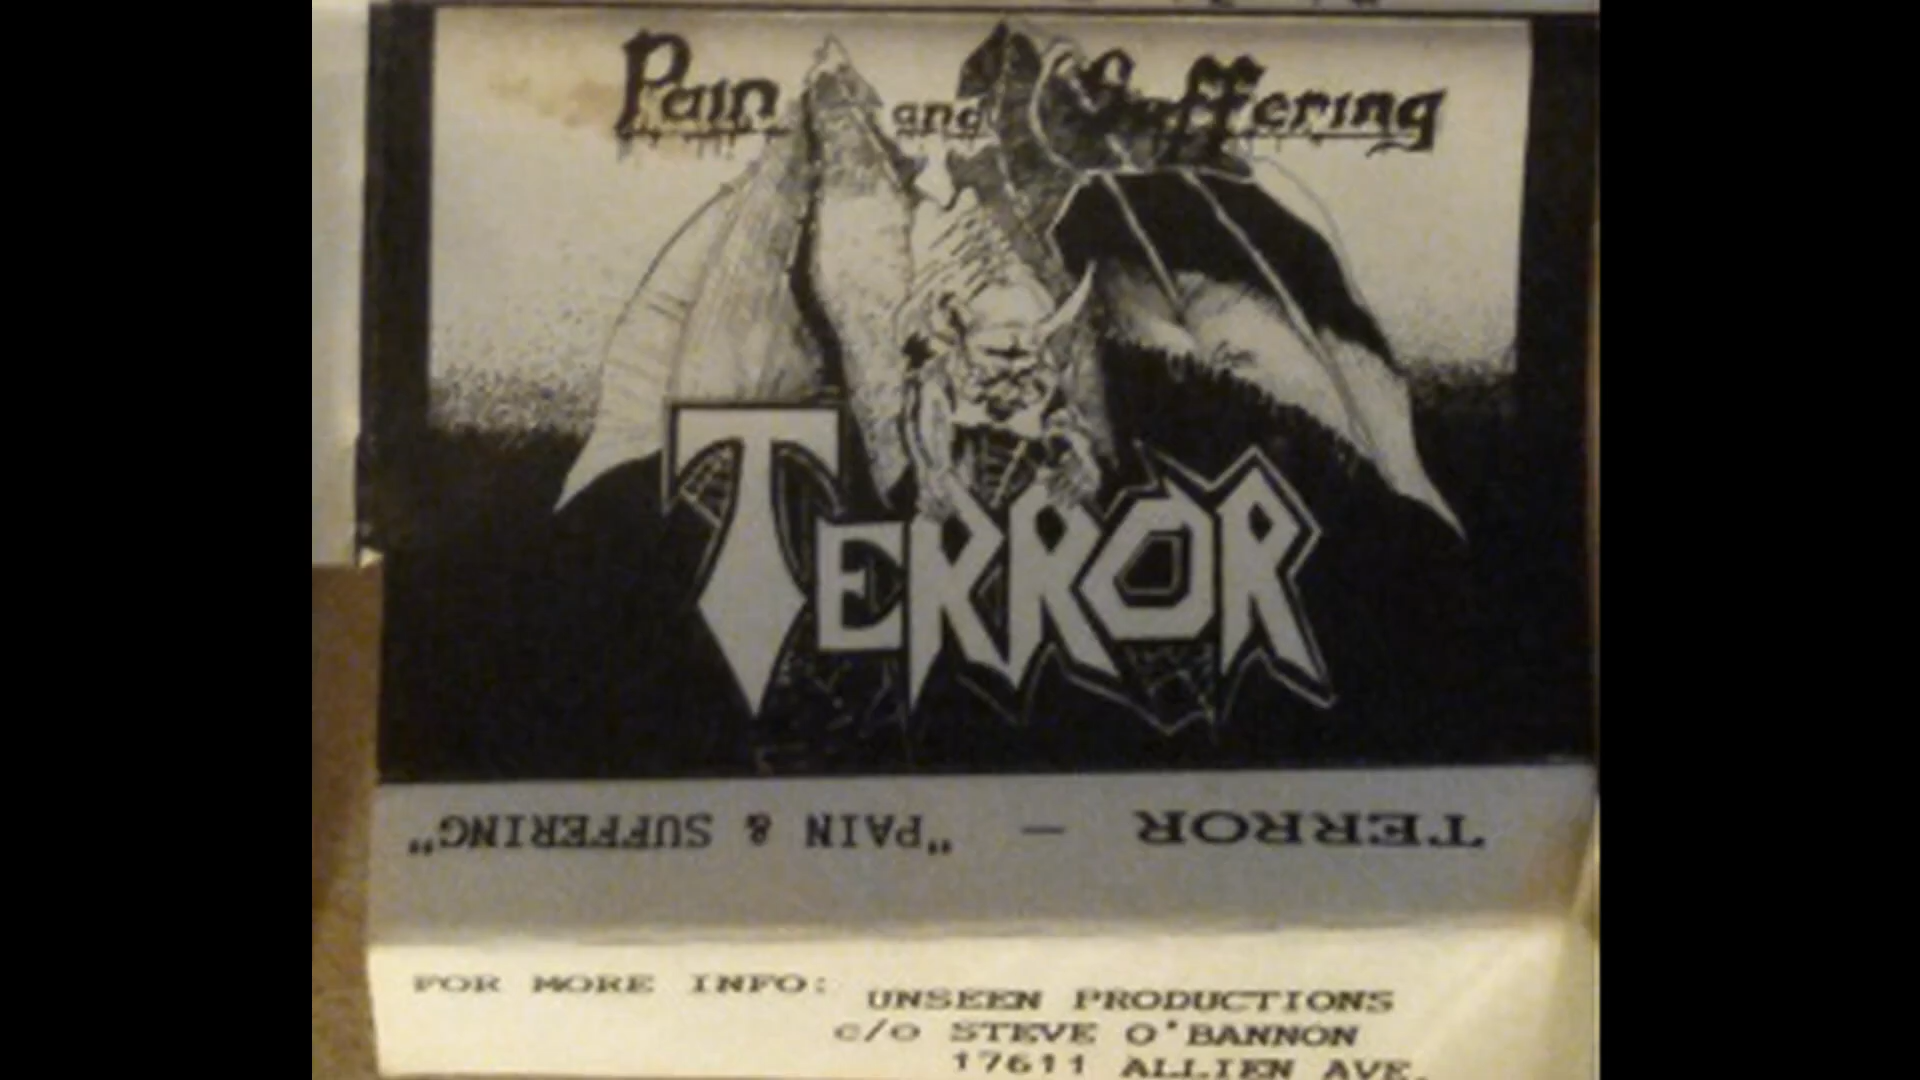 Pain and Suffering
TERROR
TERROR — "PAIN & SUFFERING"
FOR MORE INFO: UNSEEN PRODUCTIONS
c/o STEVE O'BANNON
17611 ALLIEN AVE.